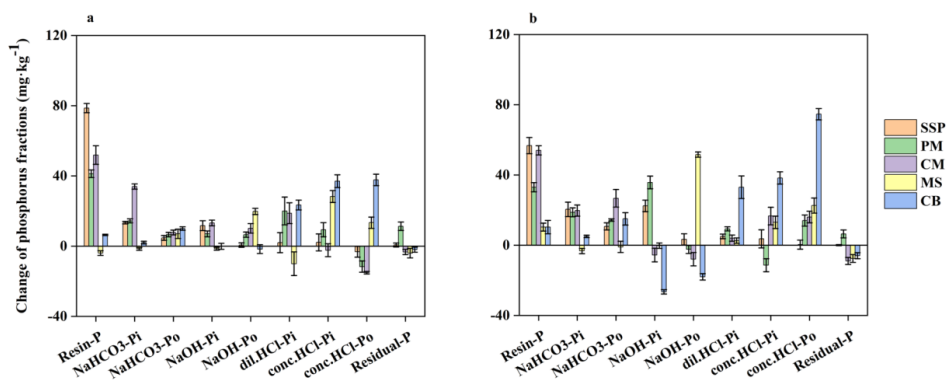 a
Change of phosphorus fractions (mg·kg⁻¹)
120
80
40
0
-40
Resin-P
NaHCO3-Pi
NaHCO3-Po
NaOH-Pi
NaOH-Po
dil.HCl-Pi
conc.HCl-Pi
conc.HCl-Po
Residual-P
b
120
80
40
0
-40
Resin-P
NaHCO3-Pi
NaHCO3-Po
NaOH-Pi
NaOH-Po
dil.HCl-Pi
conc.HCl-Pi
conc.HCl-Po
Residual-P
SSP
PM
CM
MS
CB